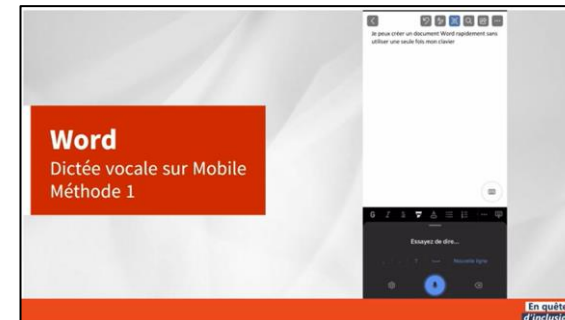 Word
Dictée vocale sur Mobile
Méthode 1
Je peux créer un document Word rapidement sans
utiliser une seule fois mon clavier
G I S
Essayez de dire...
. , ? Nouvelle ligne
En quête
d'inclusion